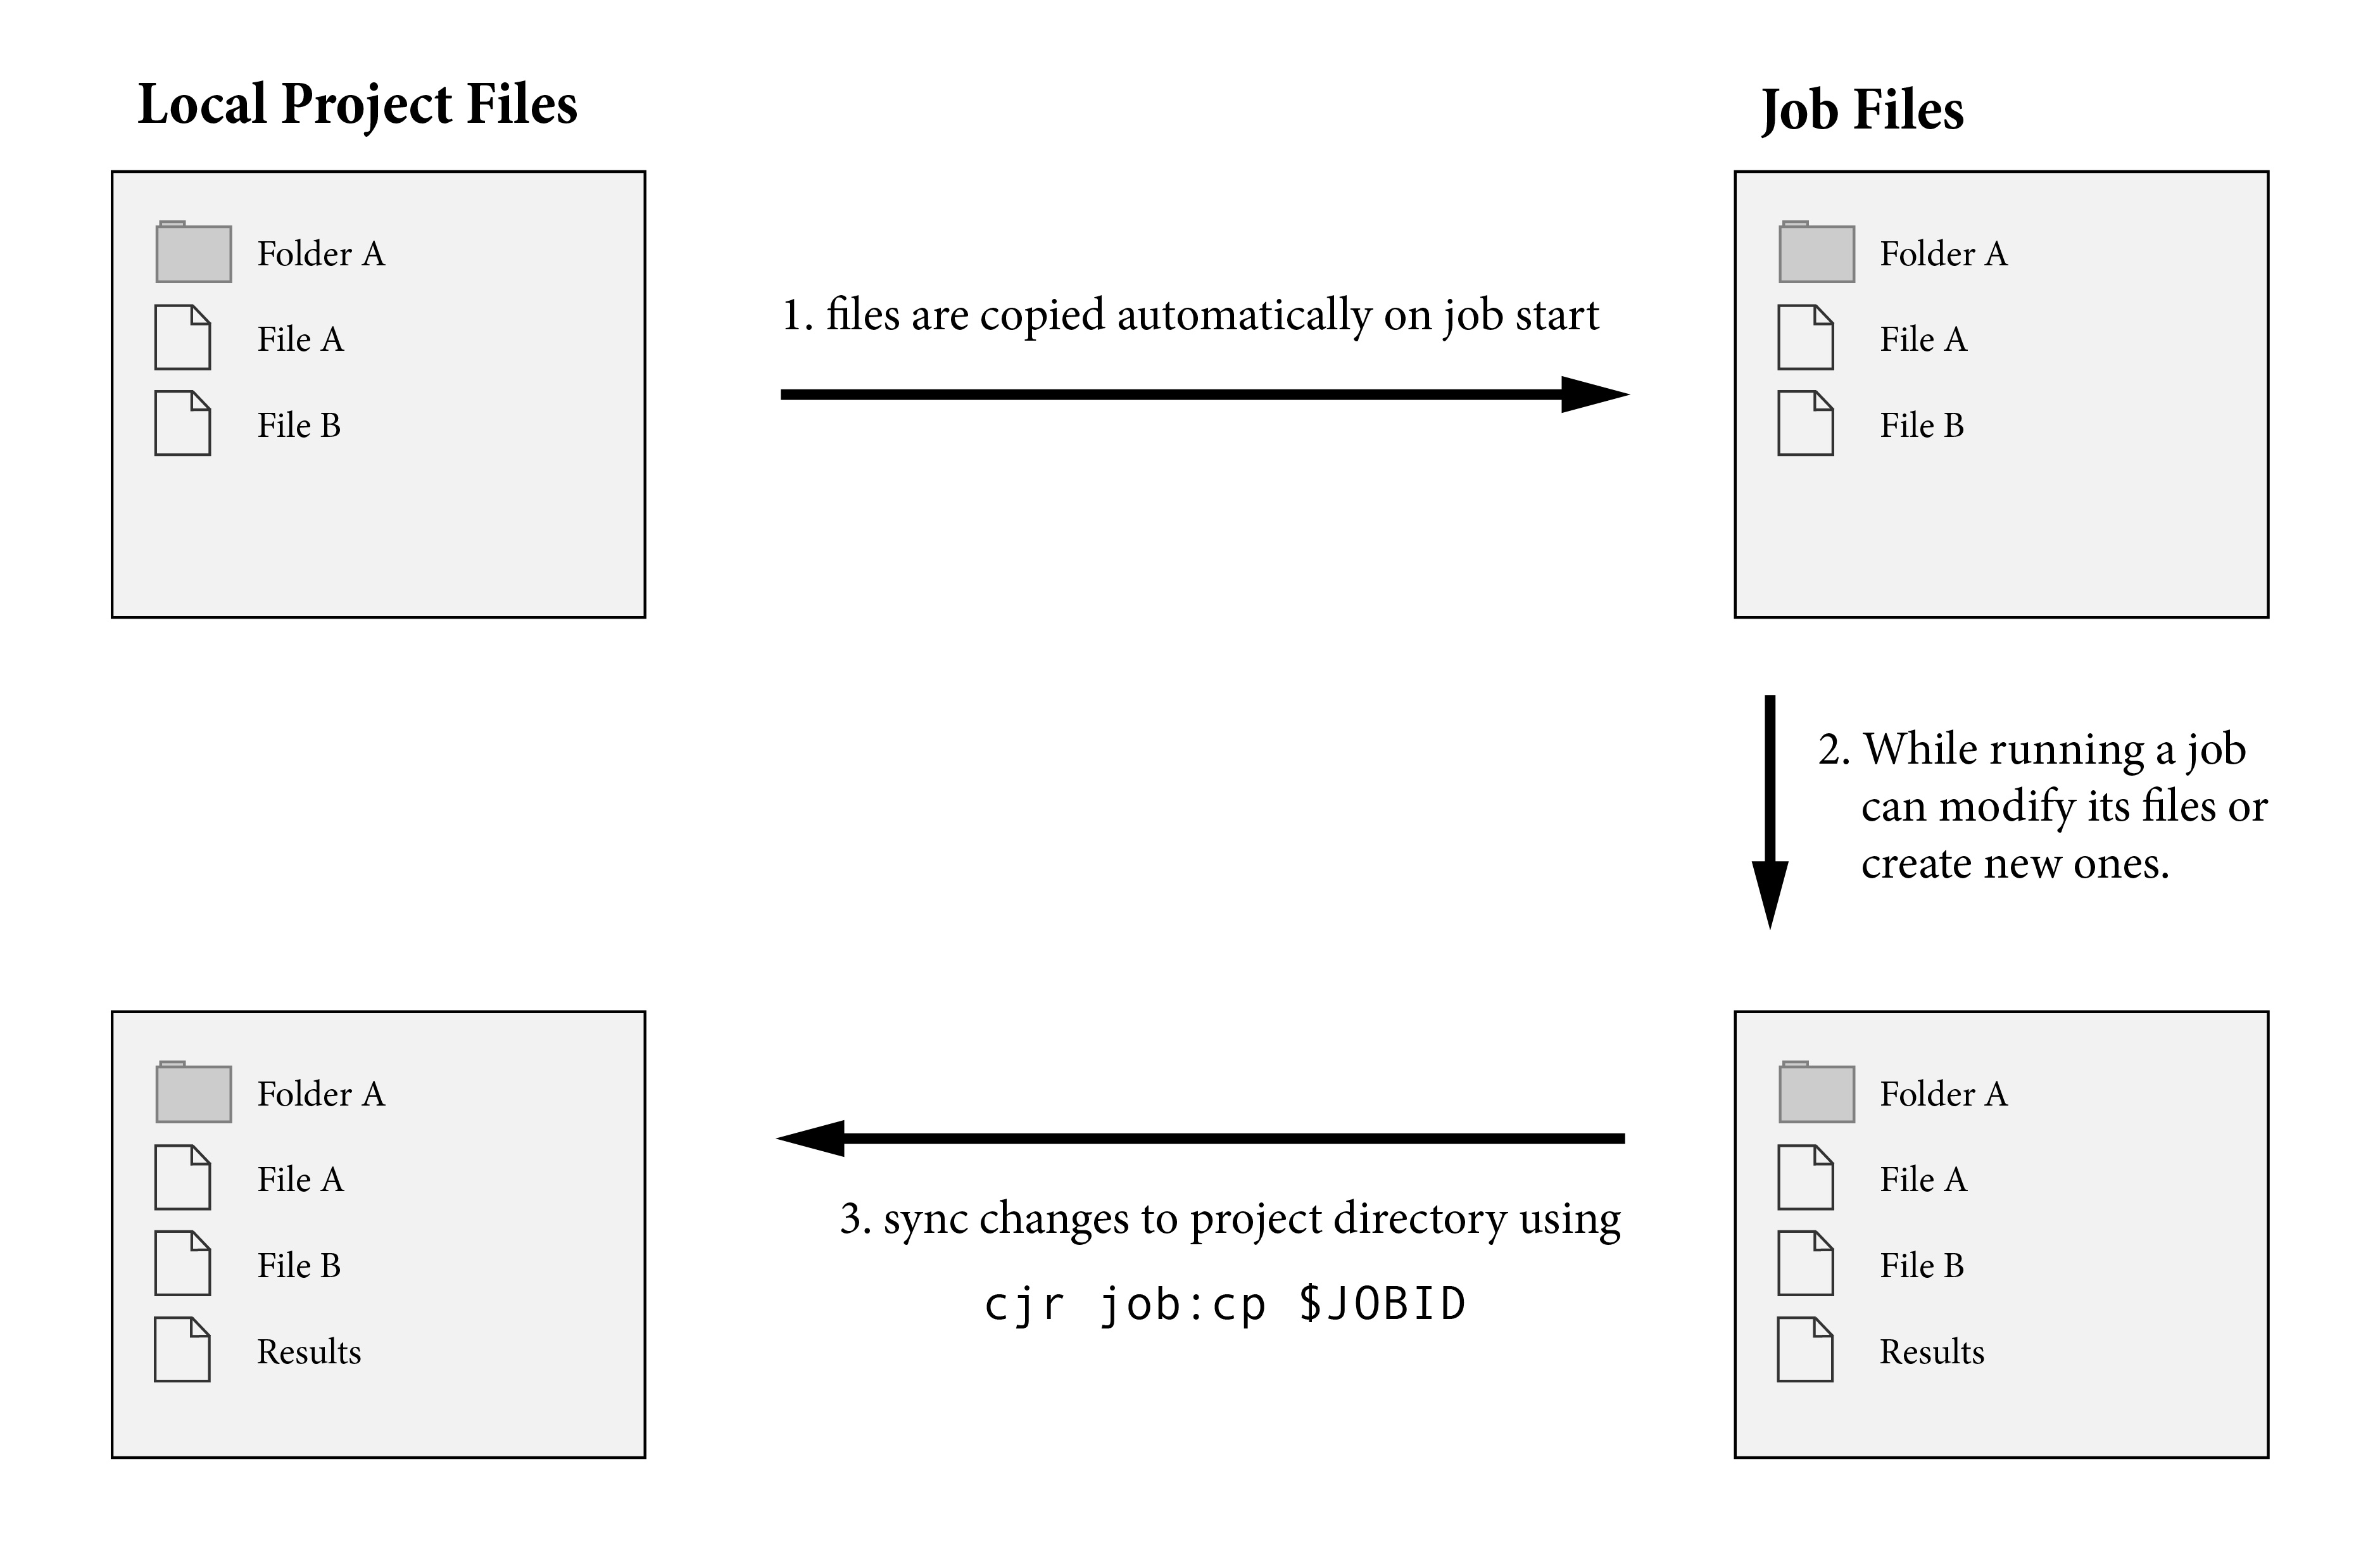 Local Project Files
Job Files
Folder A
File A
File B
1. files are copied automatically on job start
Folder A
File A
File B
2. While running a job
can modify its files or
create new ones.
Folder A
File A
File B
Results
3. sync changes to project directory using
cjr job:cp $JOBID
Folder A
File A
File B
Results